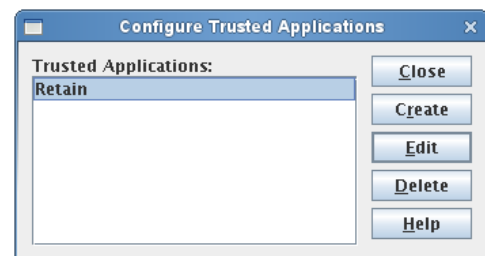 Configure Trusted Applications
Trusted Applications:
Retain
Close
Create
Edit
Delete
Help